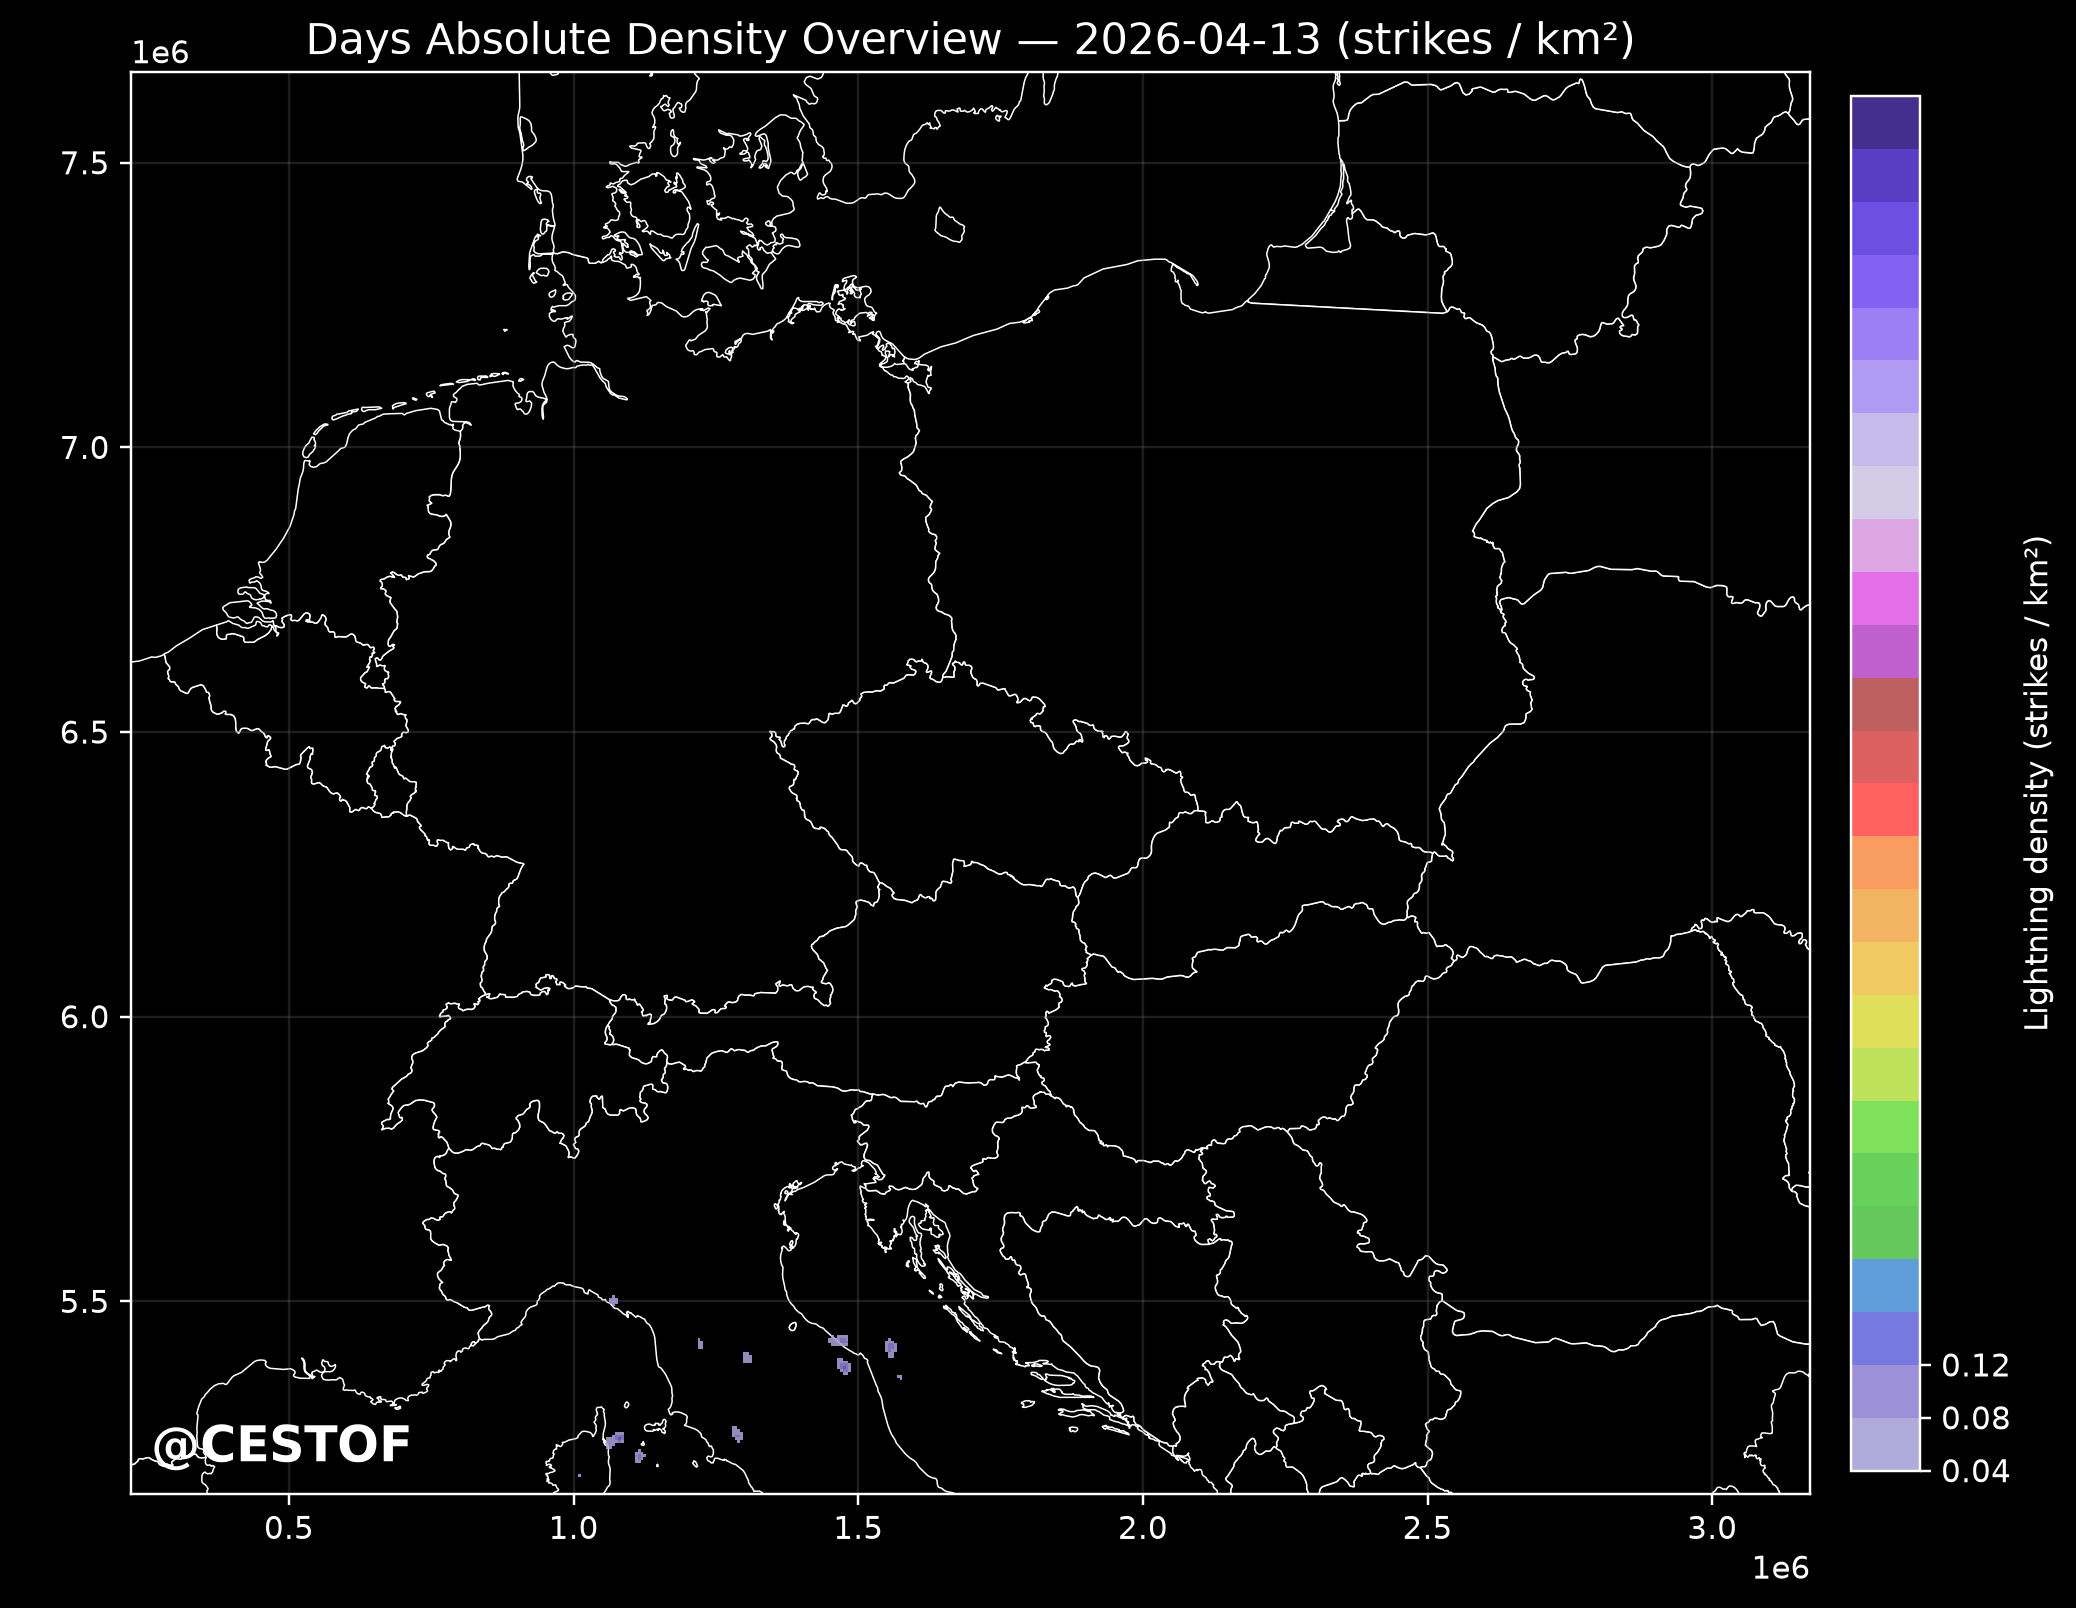 Days Absolute Density Overview — 2026-04-13 (strikes / km²)
1e6
7.5
7.0
6.5
6.0
5.5
0.5
1.0
1.5
2.0
2.5
3.0
1e6
0.12
0.08
0.04
Lightning density (strikes / km²)
@CESTOF